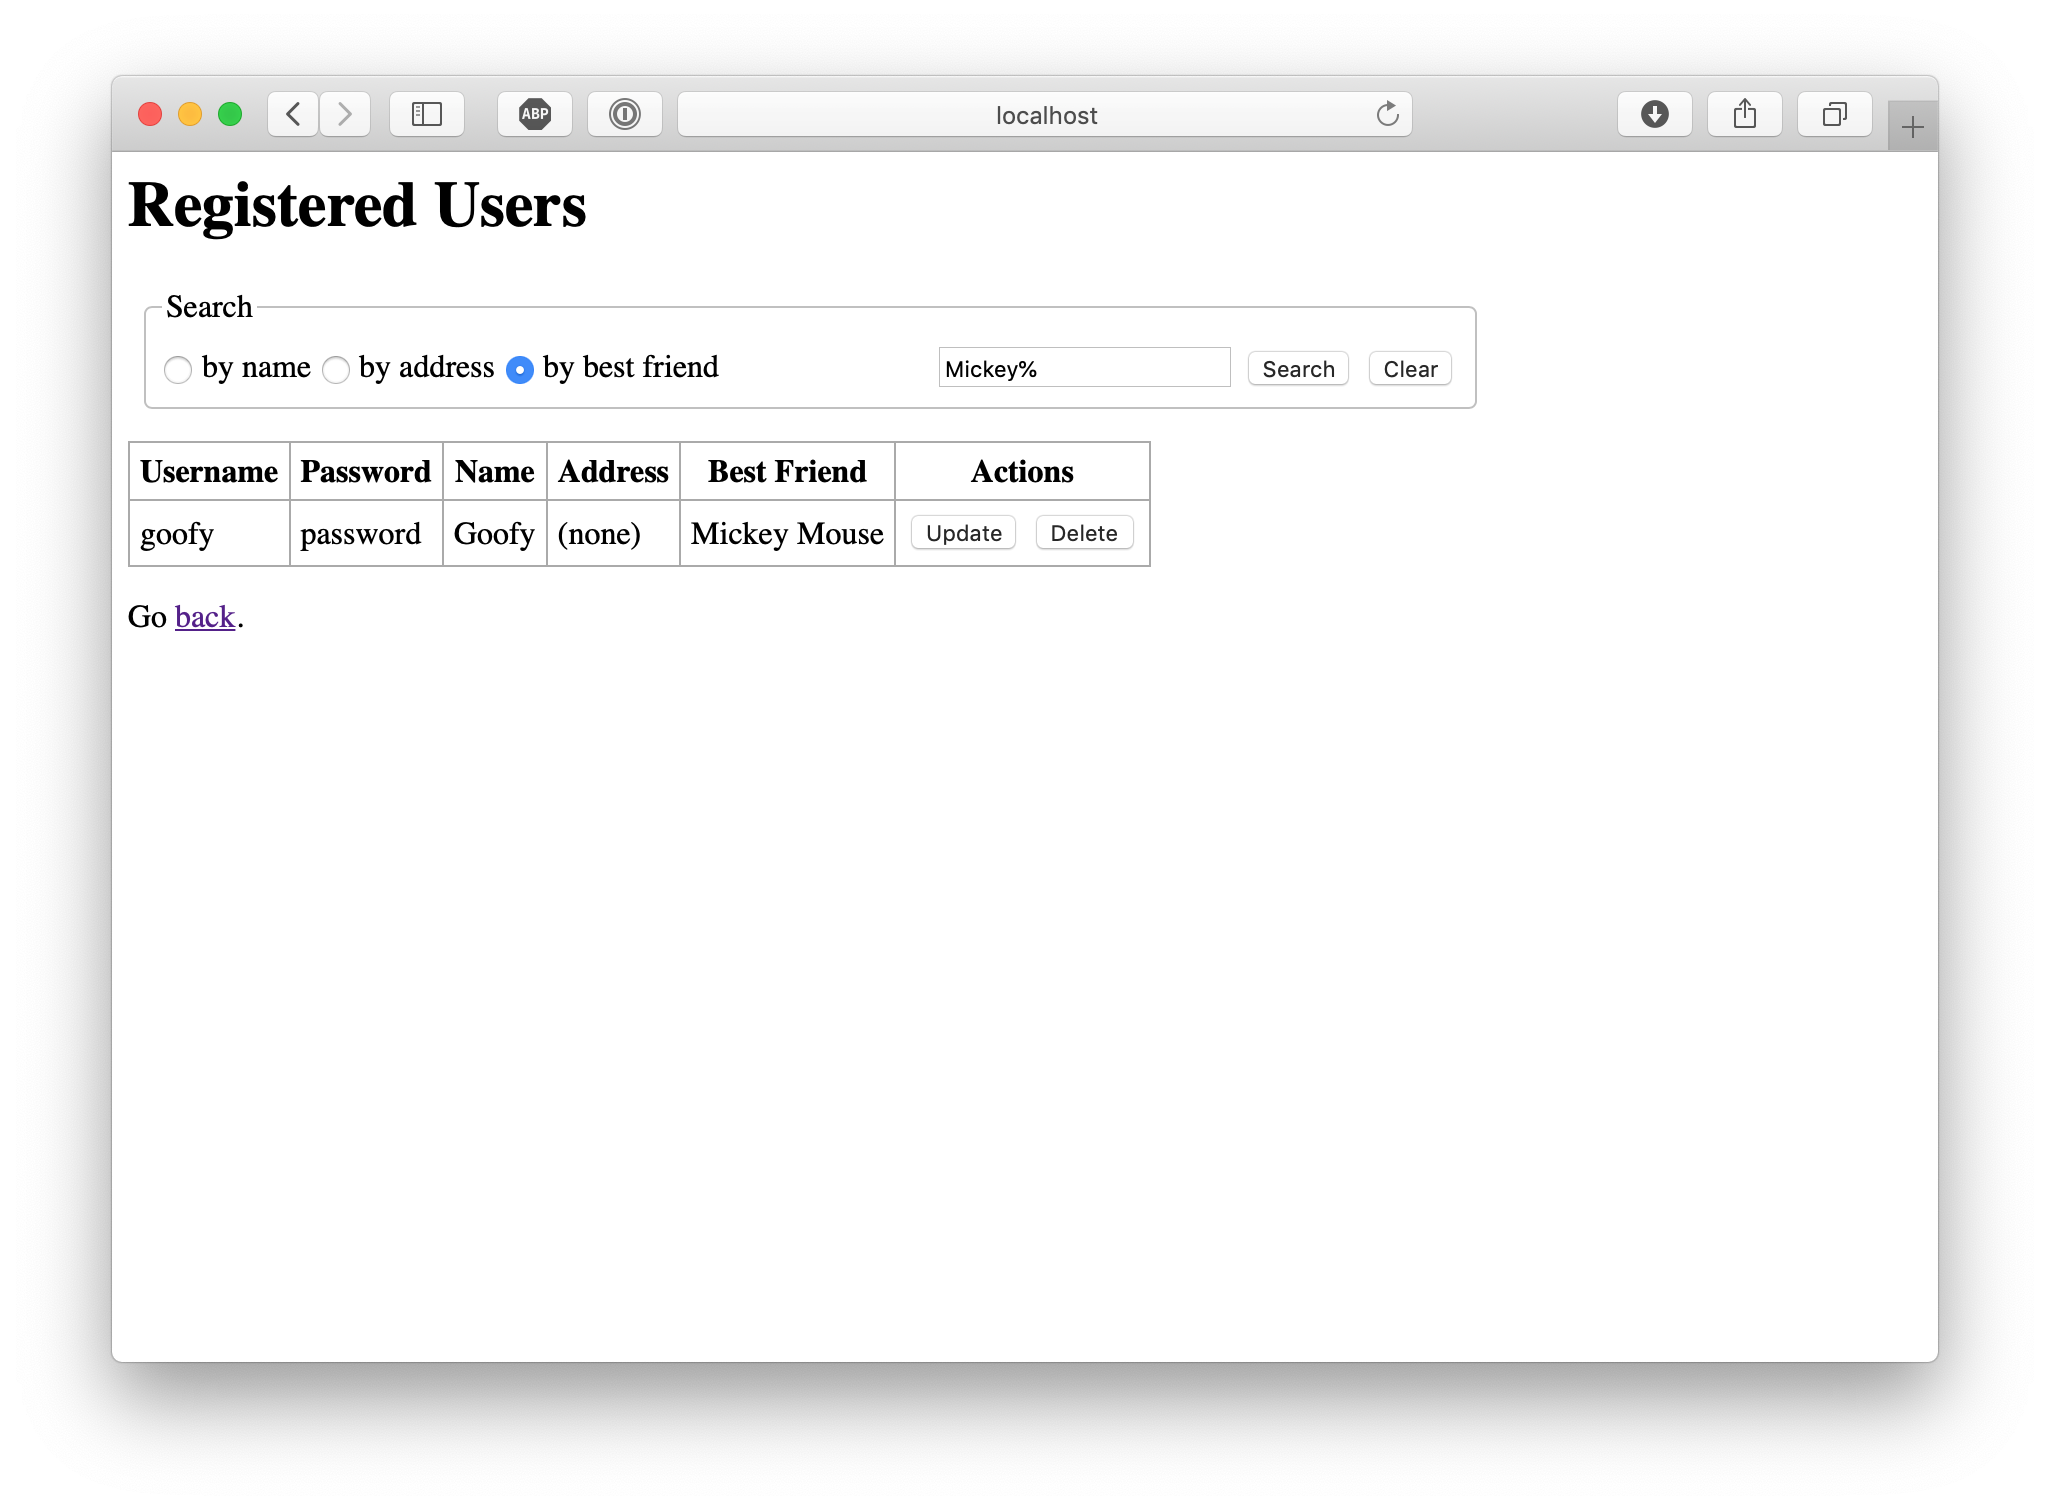 ABP
localhost
Registered Users
Search
by name by address by best friend Mickey% Search Clear
Username Password Name Address Best Friend Actions
goofy password Goofy (none) Mickey Mouse Update Delete
Go back.